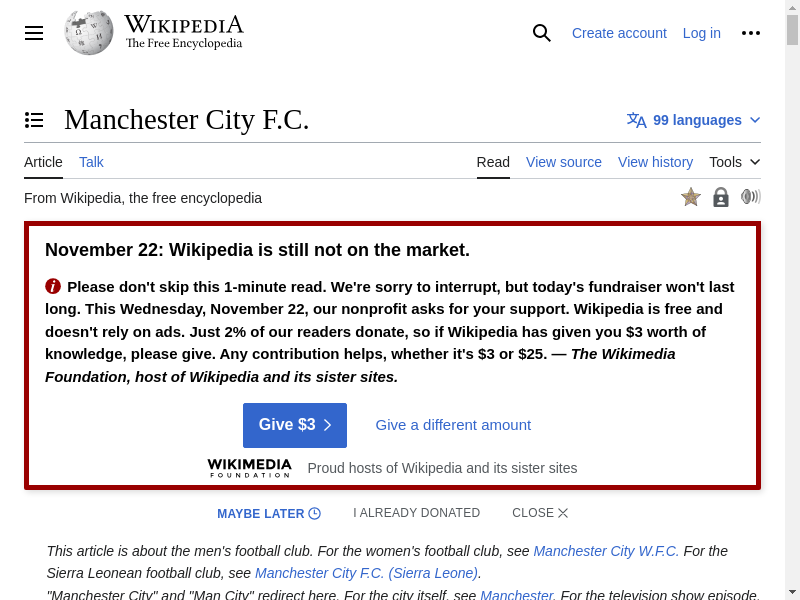 WIKIPEDIA
The Free Encyclopedia
Create account
Log in
Manchester City F.C.
99 languages
Article
Talk
Read
View source
View history
Tools
From Wikipedia, the free encyclopedia
November 22: Wikipedia is still not on the market.
Please don't skip this 1-minute read. We're sorry to interrupt, but today's fundraiser won't last
long. This Wednesday, November 22, our nonprofit asks for your support. Wikipedia is free and
doesn't rely on ads. Just 2% of our readers donate, so if Wikipedia has given you $3 worth of
knowledge, please give. Any contribution helps, whether it's $3 or $25. — The Wikimedia
Foundation, host of Wikipedia and its sister sites.
Give $3
Give a different amount
WIKIMEDIA
FOUNDATION
Proud hosts of Wikipedia and its sister sites
MAYBE LATER
I ALREADY DONATED
CLOSE
This article is about the men's football club. For the women's football club, see Manchester City W.F.C. For the
Sierra Leonean football club, see Manchester City F.C. (Sierra Leone).
"Manchester City" and "Man City" redirect here. For the city itself, see Manchester. For the television show episode,